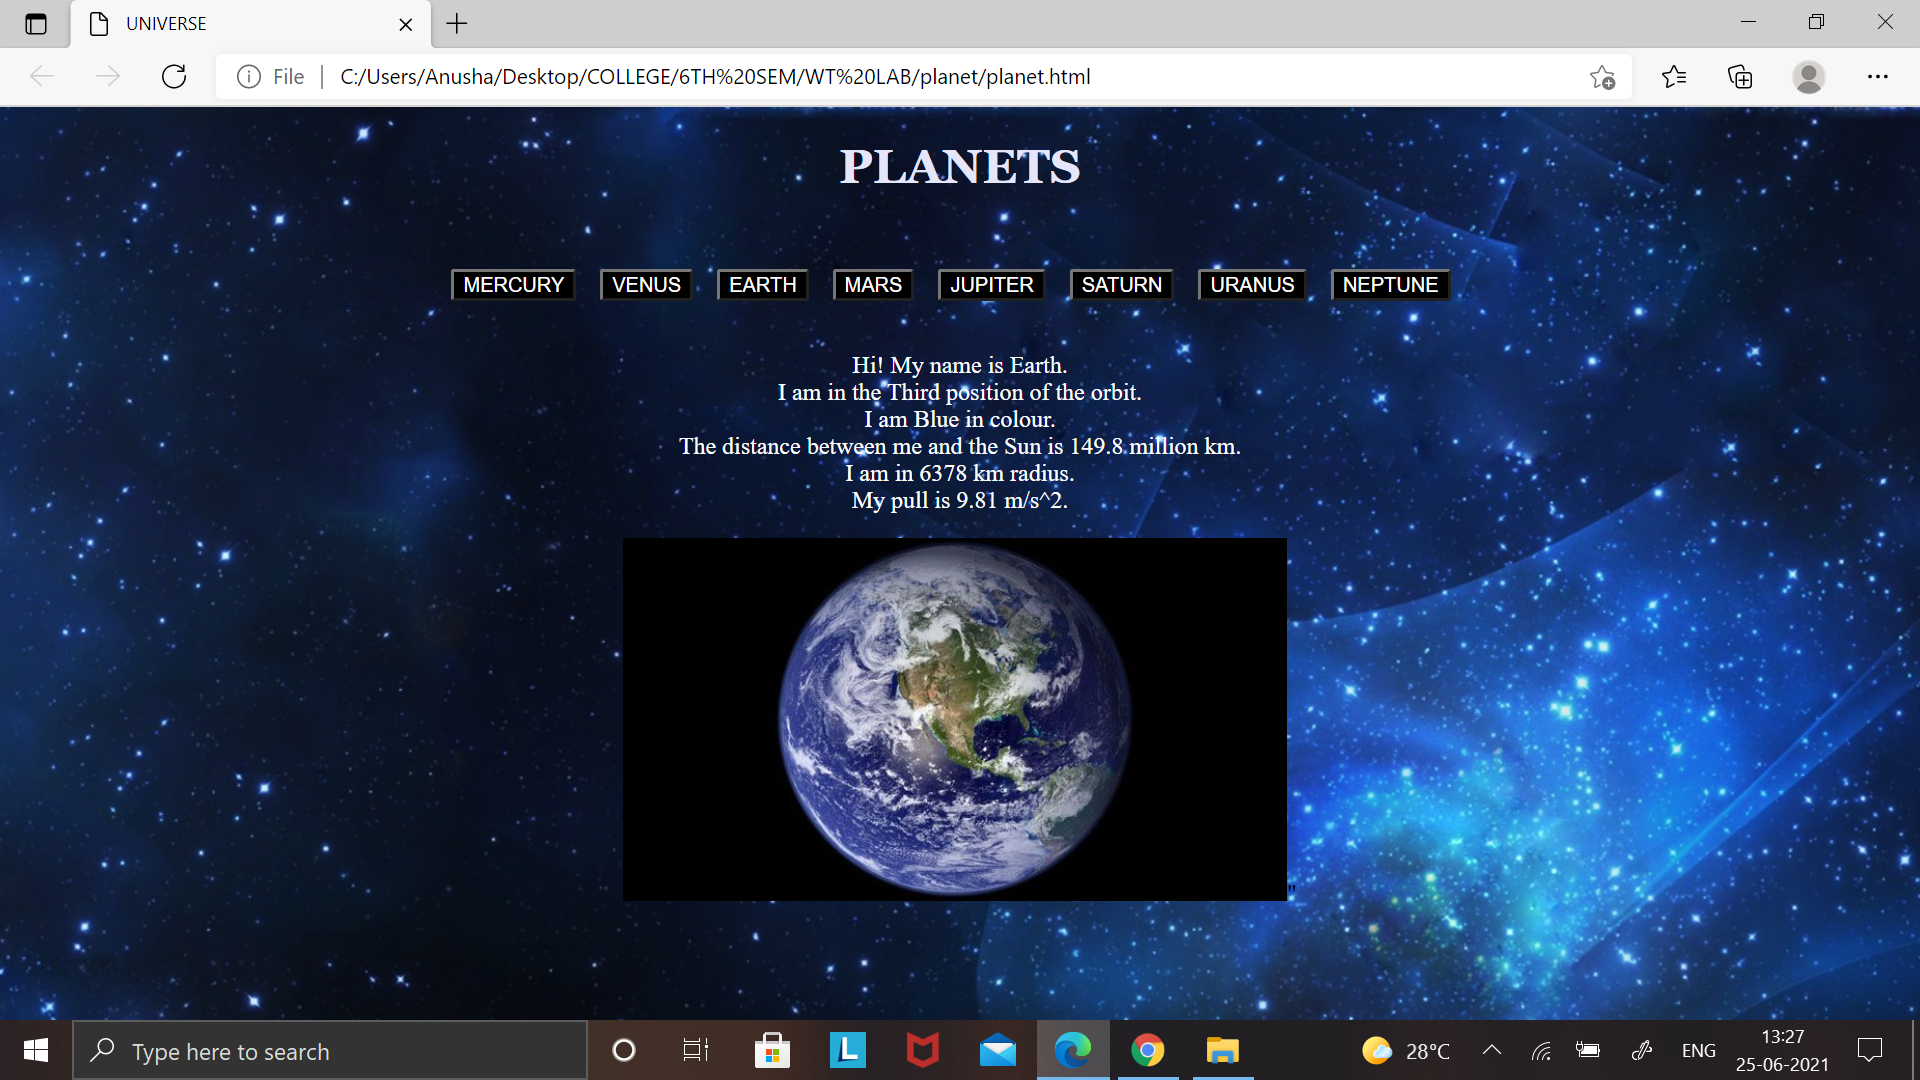 UNIVERSE
File | C:/Users/Anusha/Desktop/COLLEGE/6TH%20SEM/WT%20LAB/planet/planet.html
PLANETS
MERCURY VENUS EARTH MARS JUPITER SATURN URANUS NEPTUNE
Hi! My name is Earth.
I am in the Third position of the orbit.
I am Blue in colour.
The distance between me and the Sun is 149.8 million km.
I am in 6378 km radius.
My pull is 9.81 m/s^2.
"
Type here to search
L
28°C
ENG
13:27
25-06-2021